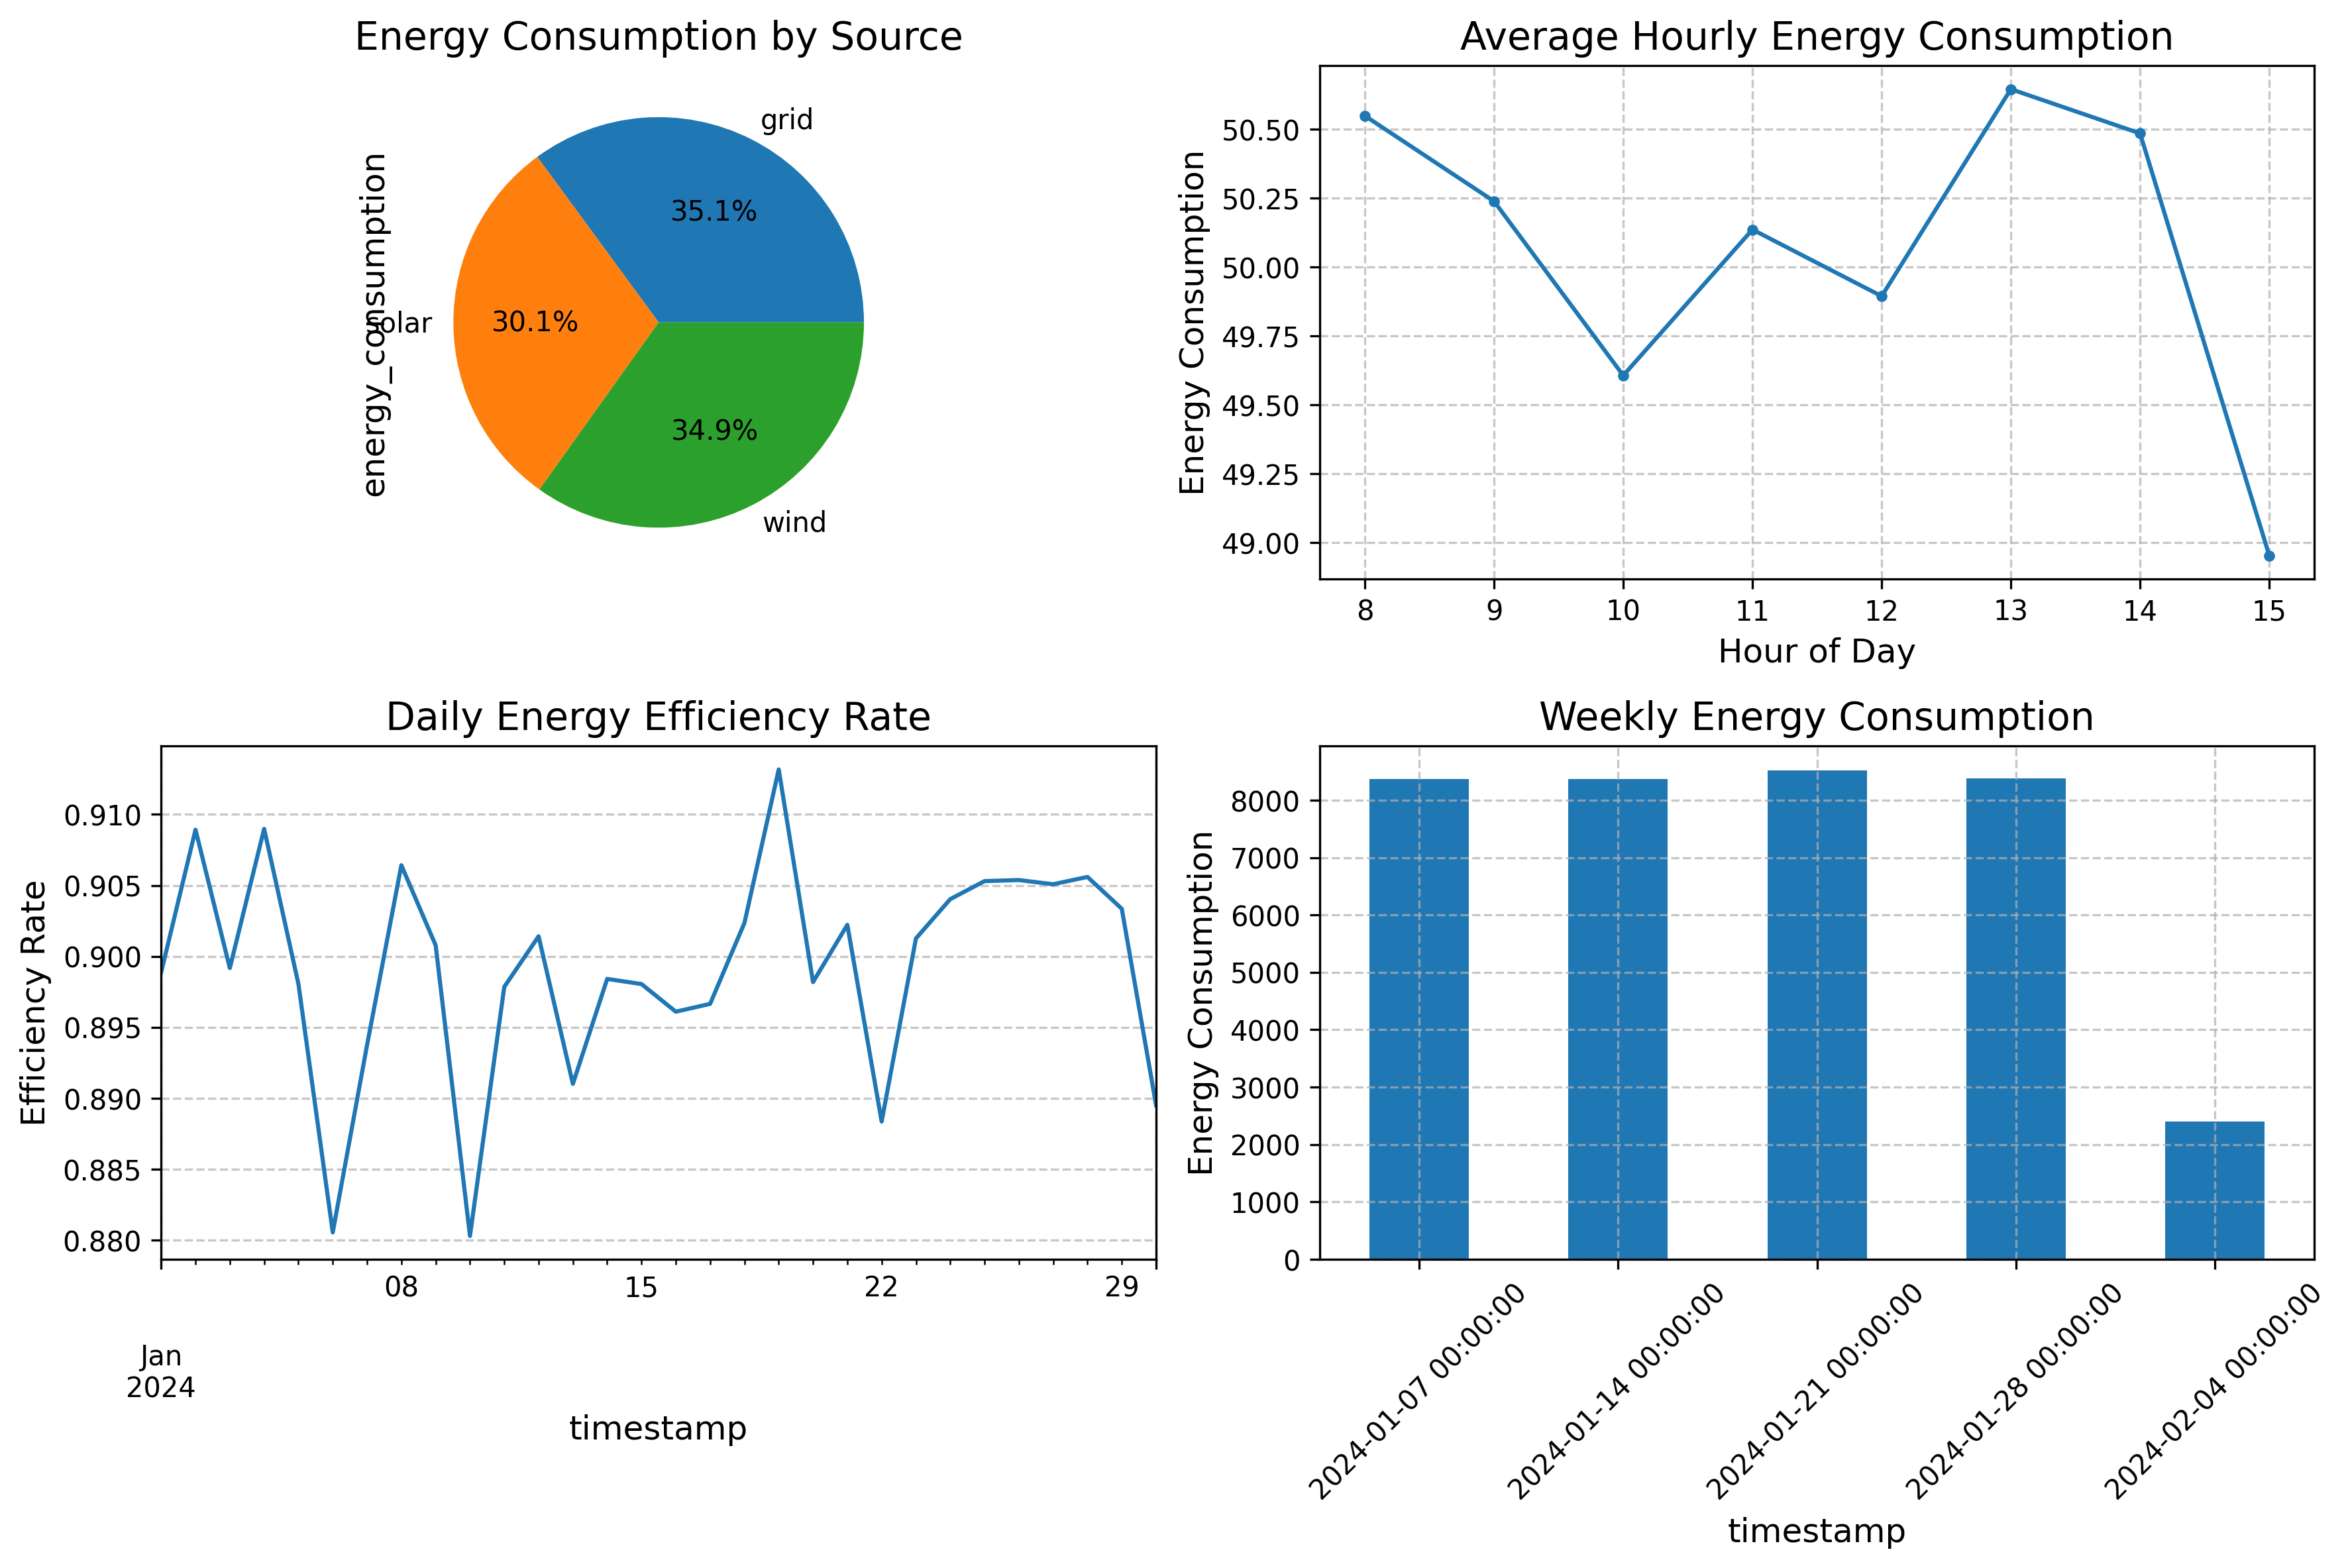 Energy Consumption by Source
energy_consumption
grid
35.1%
solar
30.1%
34.9%
wind
Average Hourly Energy Consumption
Energy Consumption
50.50
50.25
50.00
49.75
49.50
49.25
49.00
8 9 10 11 12 13 14 15
Hour of Day
Daily Energy Efficiency Rate
Efficiency Rate
0.910
0.905
0.900
0.895
0.890
0.885
0.880
08 15 22 29
Jan
2024
timestamp
Weekly Energy Consumption
Energy Consumption
8000
7000
6000
5000
4000
3000
2000
1000
0
2024-01-07 00:00:00
2024-01-14 00:00:00
2024-01-21 00:00:00
2024-01-28 00:00:00
2024-02-04 00:00:00
timestamp